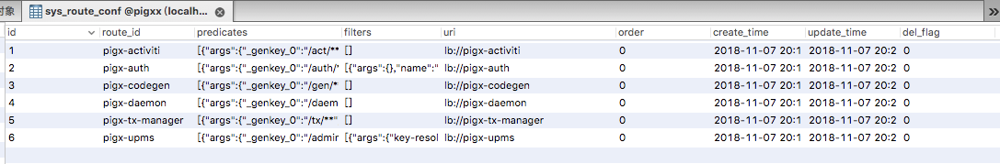 对象 sys_route_conf @pigxx (localh...
id route_id predicates filters uri order create_time update_time del_flag
1 pigx-activiti [{"args":{"_genkey_0":"/act/** [] lb://pigx-activiti 0 2018-11-07 20:1 2018-11-07 20:2 0
2 pigx-auth [{"args":{"_genkey_0":"/auth/ [{"args":{},"name":" lb://pigx-auth 0 2018-11-07 20:1 2018-11-07 20:2 0
3 pigx-codegen [{"args":{"_genkey_0":"/gen/* [] lb://pigx-codegen 0 2018-11-07 20:1 2018-11-07 20:2 0
4 pigx-daemon [{"args":{"_genkey_0":"/daem [] lb://pigx-daemon 0 2018-11-07 20:1 2018-11-07 20:2 0
5 pigx-tx-manager [{"args":{"_genkey_0":"/tx/**" [] lb://pigx-tx-manager 0 2018-11-07 20:1 2018-11-07 20:2 0
6 pigx-upms [{"args":{"_genkey_0":"/admir [{"args":{"key-resol lb://pigx-upms 0 2018-11-07 20:1 2018-11-07 20:2 0